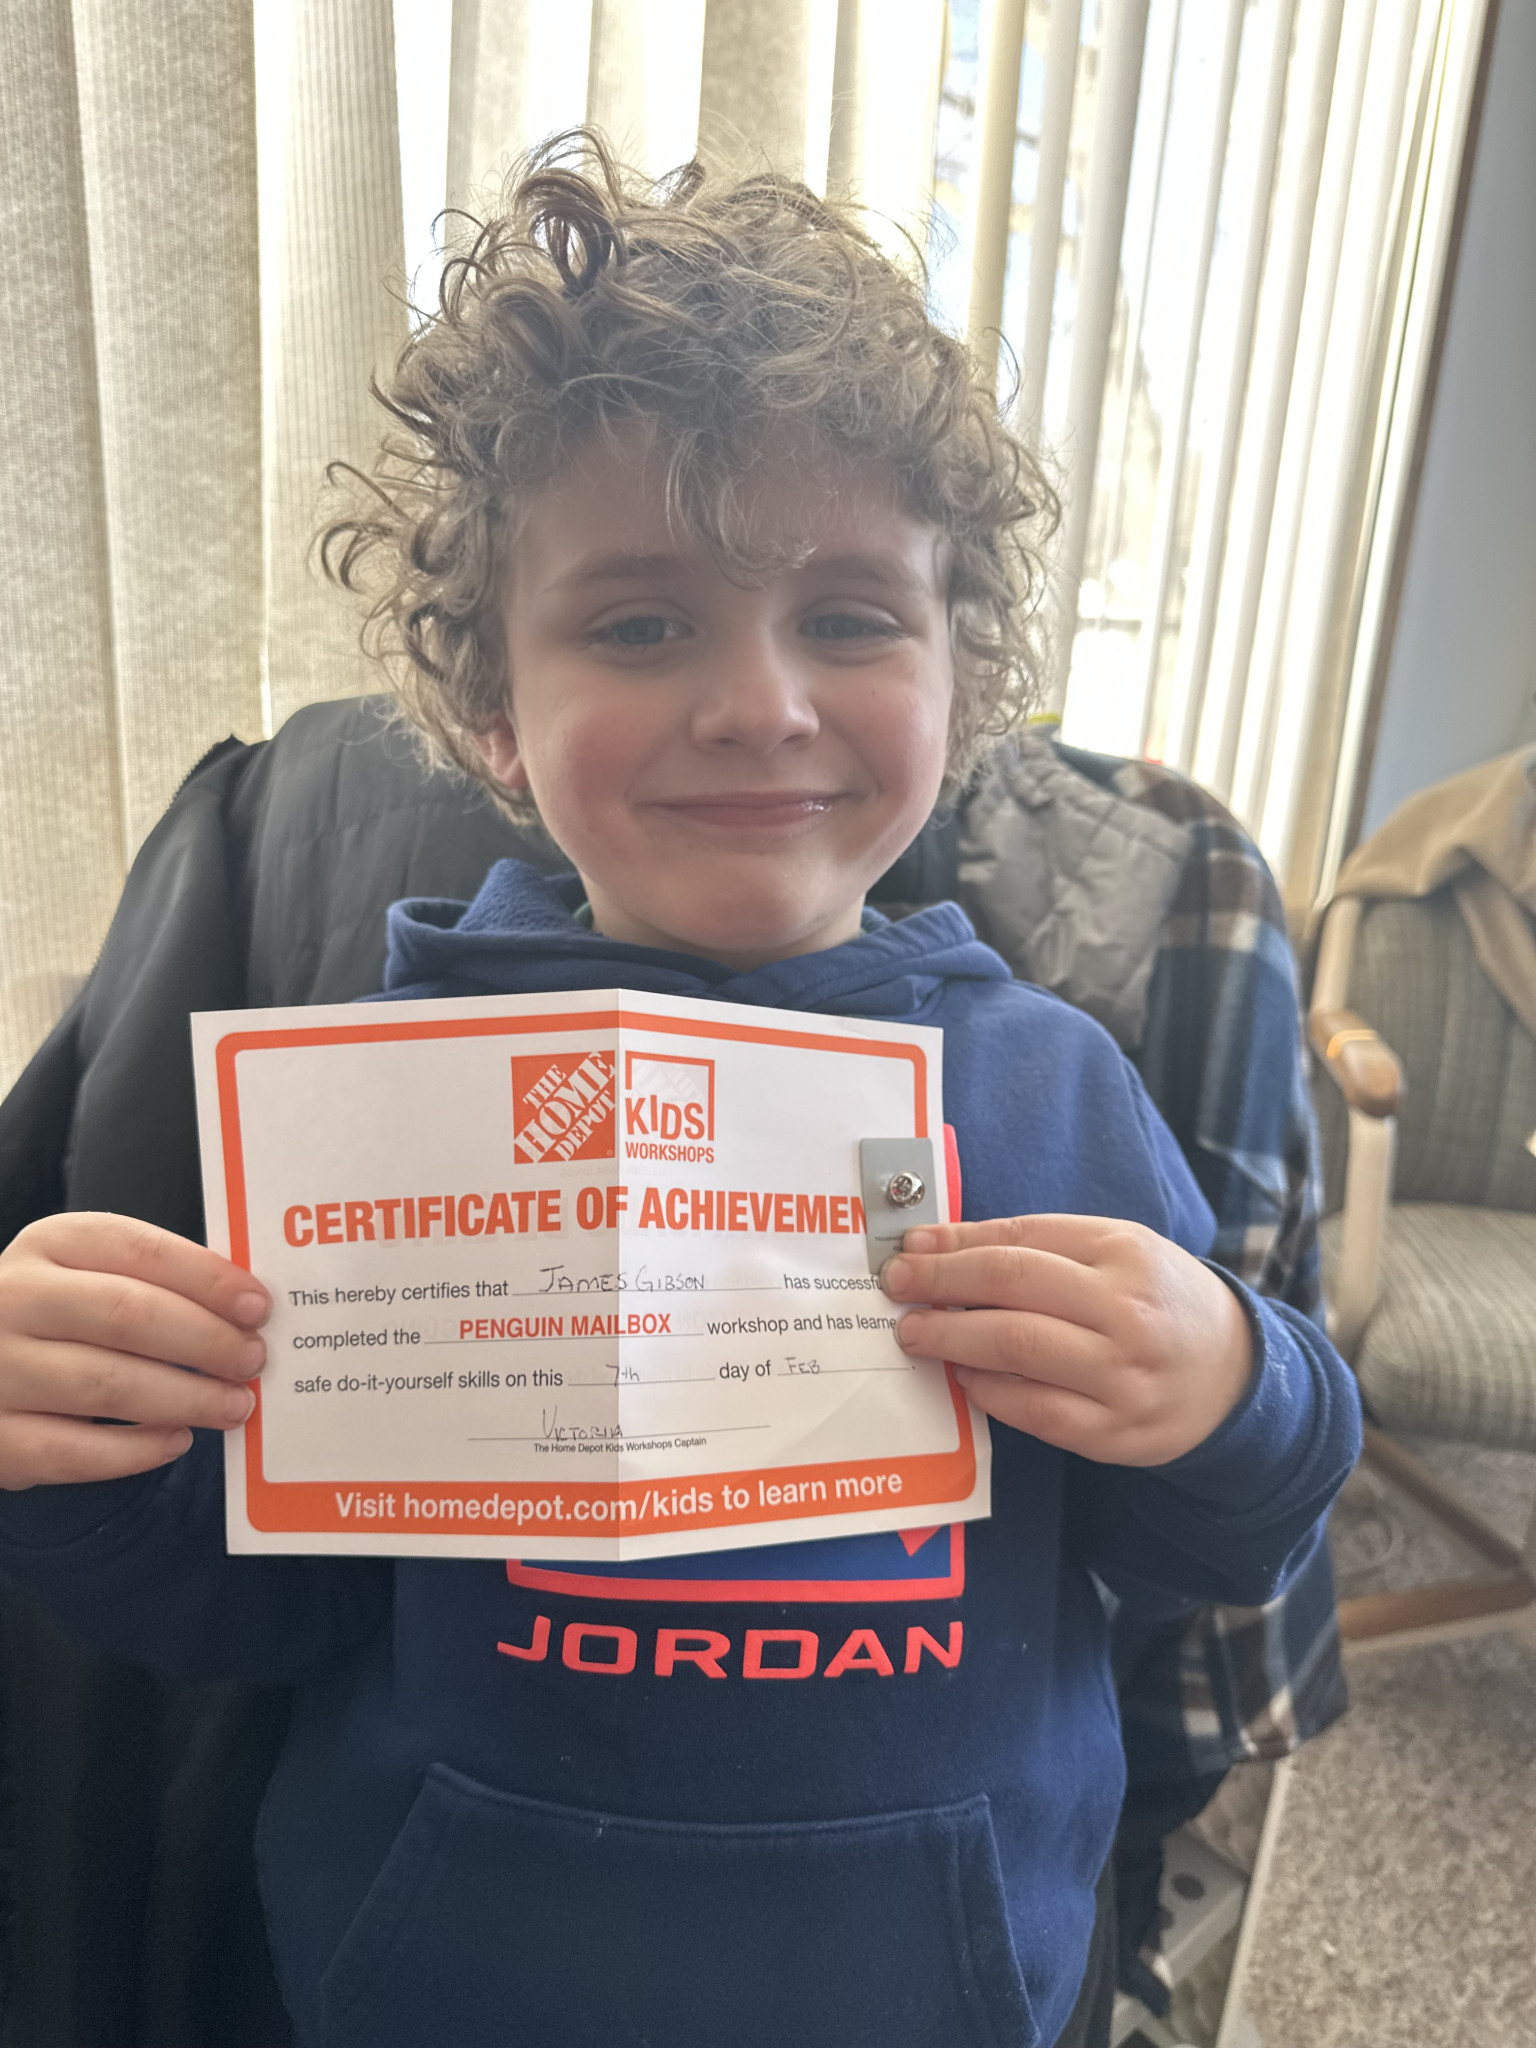 THE
HOME
DEPOT
KIDS
WORKSHOPS
CERTIFICATE OF ACHIEVEMEN
This hereby certifies that JAMES GIBSON has successfu
completed the PENGUIN MAILBOX workshop and has learne
safe do-it-yourself skills on this 7th day of FEB.
VICTORIA
The Home Depot Kids Workshops Captain
Visit homedepot.com/kids to learn more
JORDAN